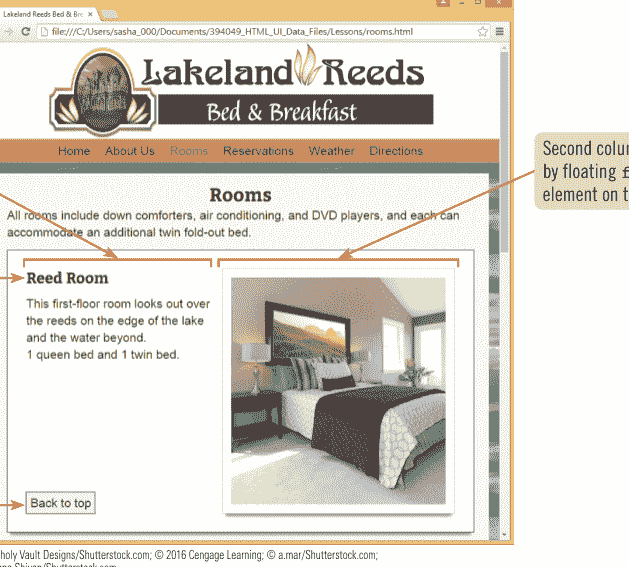 Lakeland Reeds Bed & Bre
file:///C:/Users/sasha_000/Documents/394049_HTML_UI_Data_Files/Lessons/rooms.html
Lakeland Reeds
Bed & Breakfast
Home About Us Rooms Reservations Weather Directions
Rooms
All rooms include down comforters, air conditioning, and DVD players, and each can
accommodate an additional twin fold-out bed.
Reed Room
This first-floor room looks out over
the reeds on the edge of the lake
and the water beyond.
1 queen bed and 1 twin bed.
Back to top
Second colu
by floating f
element on t
holy Vault Designs/Shutterstock.com; © 2016 Cengage Learning; © a.mar/Shutterstock.com;